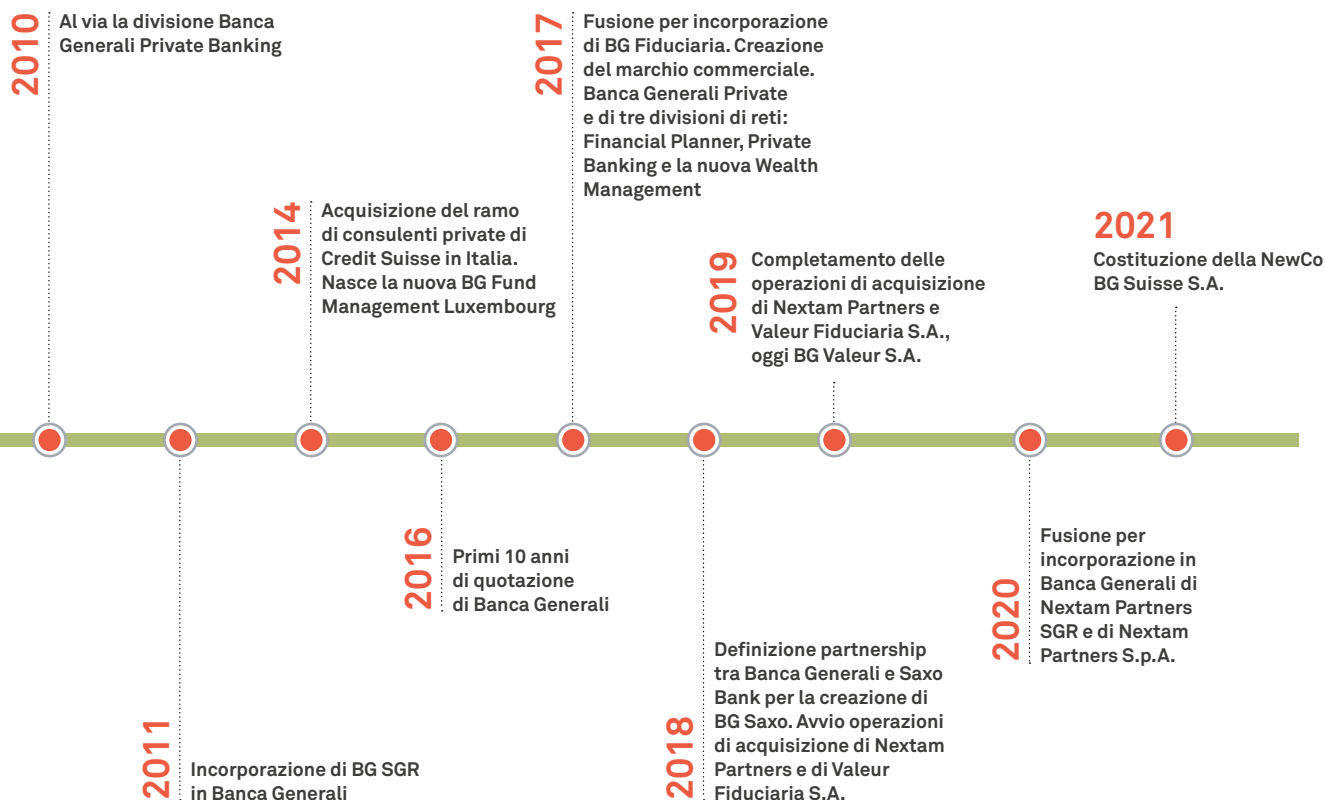 2010
Al via la divisione Banca
Generali Private Banking
2011
Incorporazione di BG SGR
in Banca Generali
2014
Acquisizione del ramo
di consulenti private di
Credit Suisse in Italia.
Nasce la nuova BG Fund
Management Luxembourg
2016
Primi 10 anni
di quotazione
di Banca Generali
2017
Fusione per incorporazione
di BG Fiduciaria. Creazione
del marchio commerciale.
Banca Generali Private
e di tre divisioni di reti:
Financial Planner, Private
Banking e la nuova Wealth
Management
2018
Definizione partnership
tra Banca Generali e Saxo
Bank per la creazione di
BG Saxo. Avvio operazioni
di acquisizione di Nextam
Partners e di Valeur
Fiduciaria S.A.
2019
Completamento delle
operazioni di acquisizione
di Nextam Partners e
Valeur Fiduciaria S.A.,
oggi BG Valeur S.A.
2020
Fusione per
incorporazione in
Banca Generali di
Nextam Partners
SGR e di Nextam
Partners S.p.A.
2021
Costituzione della NewCo
BG Suisse S.A.